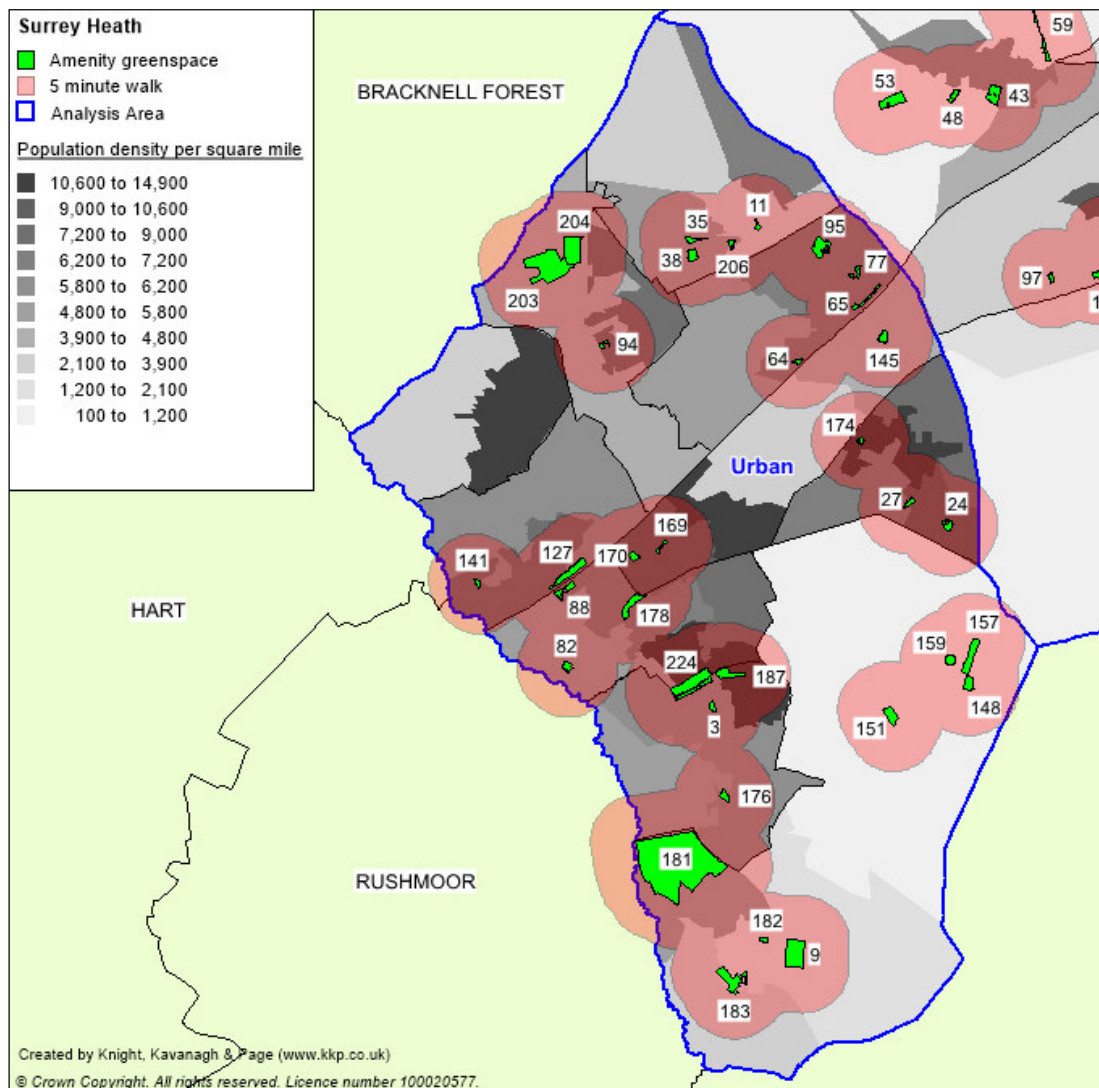 Surrey Heath
Amenity greenspace
5 minute walk
Analysis Area
Population density per square mile
10,600 to 14,900
9,000 to 10,600
7,200 to 9,000
6,200 to 7,200
5,800 to 6,200
4,800 to 5,800
3,900 to 4,800
2,100 to 3,900
1,200 to 2,100
100 to 1,200
59
BRACKNELL FOREST
53
48
43
204
35
11
95
38
206
77
97
203
65
94
64
145
174
Urban
27
24
169
127
170
141
HART
88
178
157
159
82
224
187
148
3
151
176
181
RUSHMOOR
182
9
183
Created by Knight, Kavanagh & Page (www.kkp.co.uk)
© Crown Copyright. All rights reserved. Licence number 100020577.